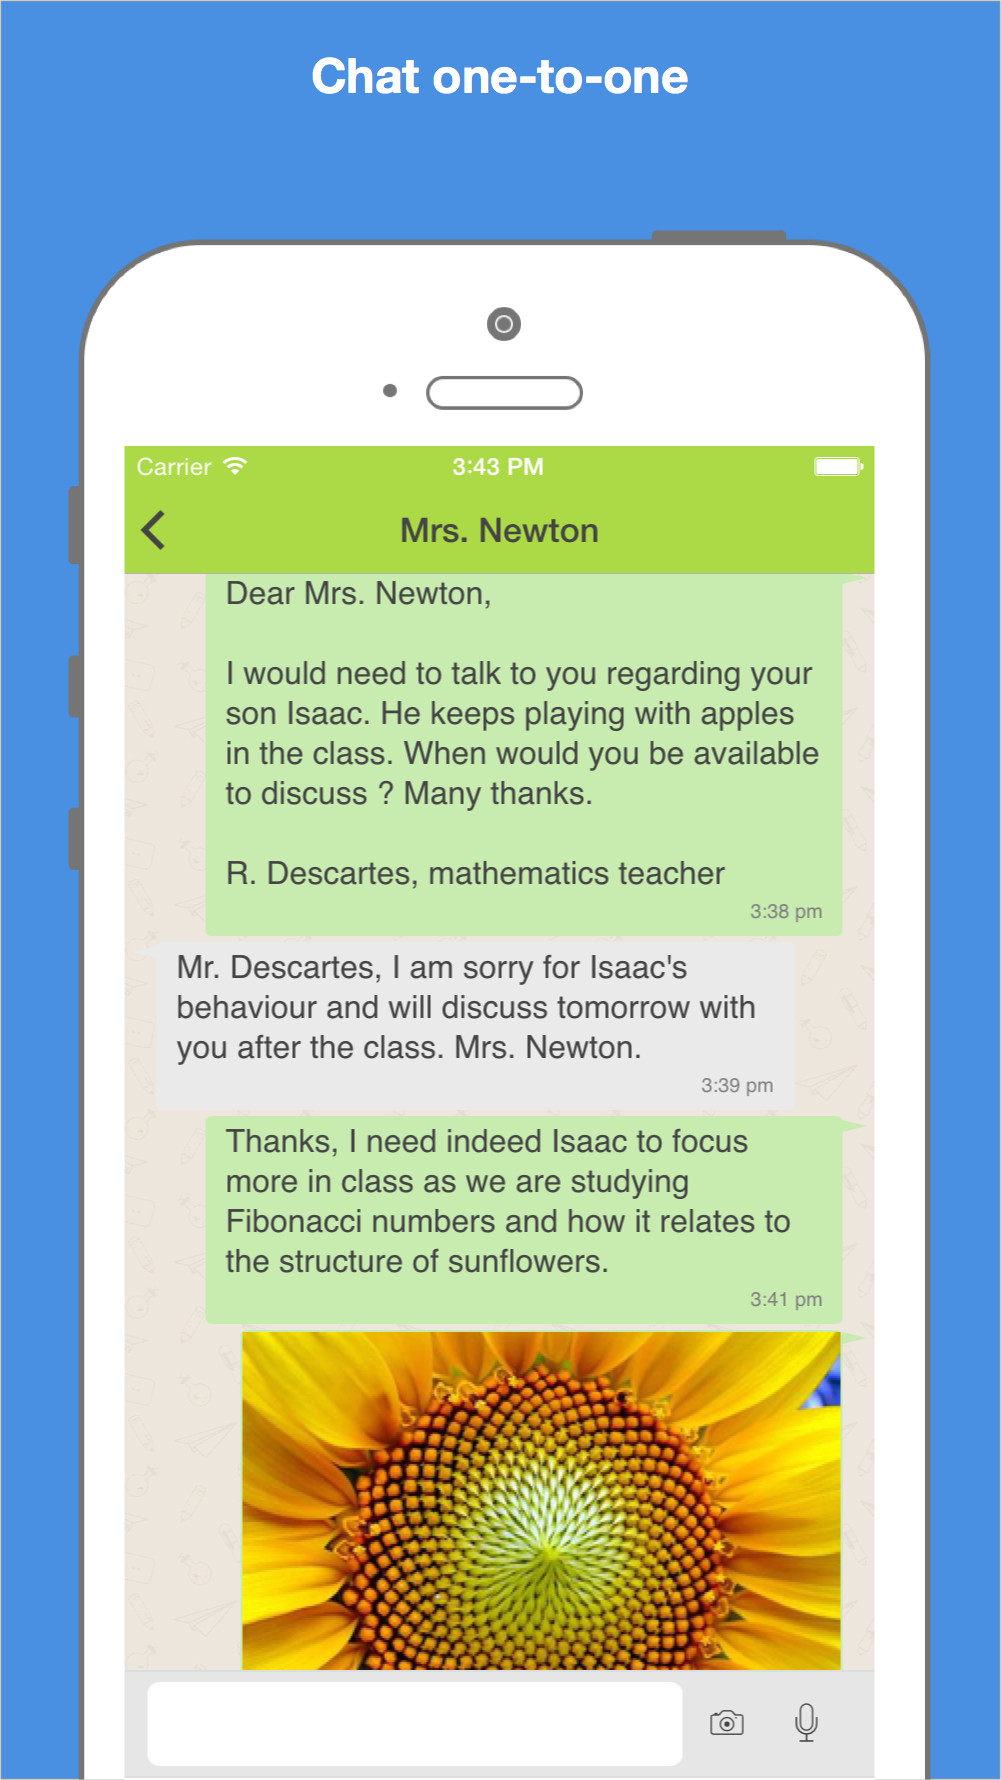 Chat one-to-one
Carrier
3:43 PM
Mrs. Newton
Dear Mrs. Newton,
I would need to talk to you regarding your
son Isaac. He keeps playing with apples
in the class. When would you be available
to discuss ? Many thanks.
R. Descartes, mathematics teacher
3:38 pm
Mr. Descartes, I am sorry for Isaac's
behaviour and will discuss tomorrow with
you after the class. Mrs. Newton.
3:39 pm
Thanks, I need indeed Isaac to focus
more in class as we are studying
Fibonacci numbers and how it relates to
the structure of sunflowers.
3:41 pm